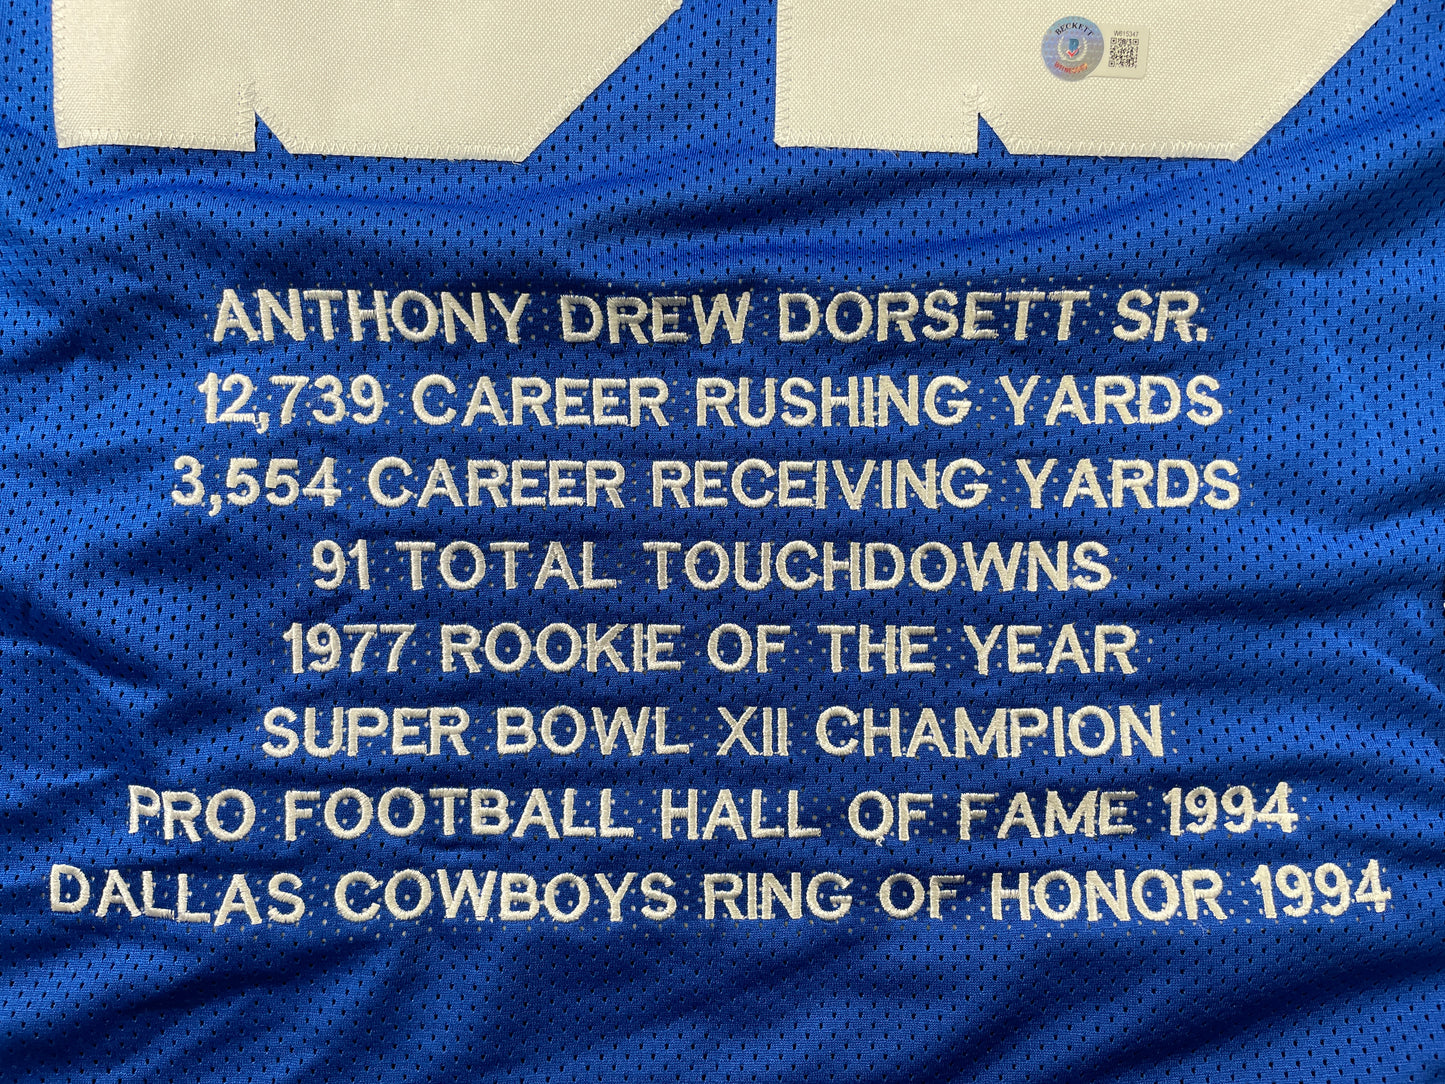 BECKETT
W615347
ANTHONY DREW DORSETT SR.
12,739 CAREER RUSHING YARDS
3,554 CAREER RECEIVING YARDS
91 TOTAL TOUCHDOWNS
1977 ROOKIE OF THE YEAR
SUPER BOWL XII CHAMPION
PRO FOOTBALL HALL OF FAME 1994
DALLAS COWBOYS RING OF HONOR 1994